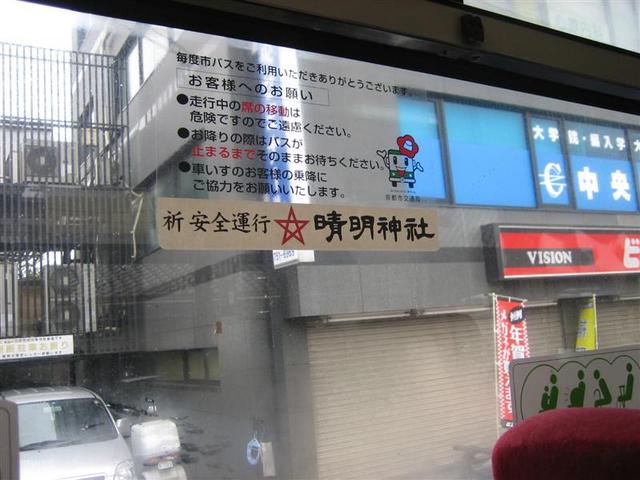 毎度市バスをご利用いただきありがとうございます。
お客様へのお願い
●走行中の席の移動は
危険ですのでご遠慮ください。
●お降りの際はバスが
止まるまでそのままお待ちください。
●車いすのお客様の乗降に
ご協力をお願いいたします。
京都市交通局
祈 安全運行 晴明神社
大学院・編入学
中央
VISION
ビ
年賀